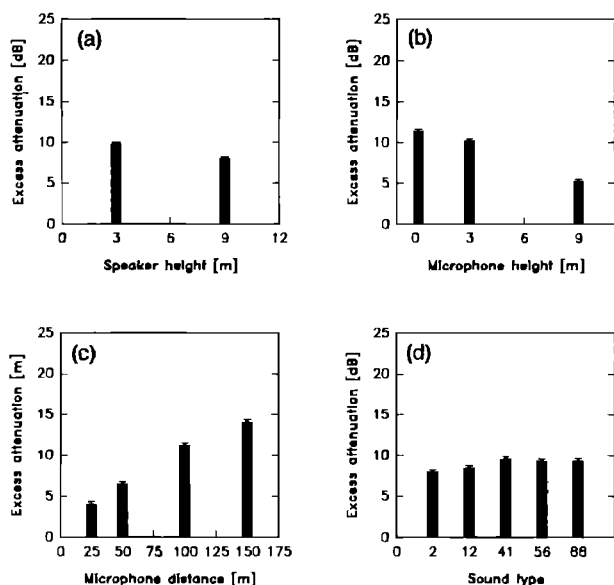 (a)
Excess attenuation [dB]
25
20
15
10
5
0
0 3 6 9 12
Speaker height [m]
(b)
Excess attenuation [dB]
25
20
15
10
5
0
0 3 6 9
Microphone height [m]
(c)
Excess attenuation [m]
25
20
15
10
5
0
0 25 50 75 100 125 150 175
Microphone distance [m]
(d)
Excess attenuation [dB]
25
20
15
10
5
0
0 2 12 41 56 88
Sound type